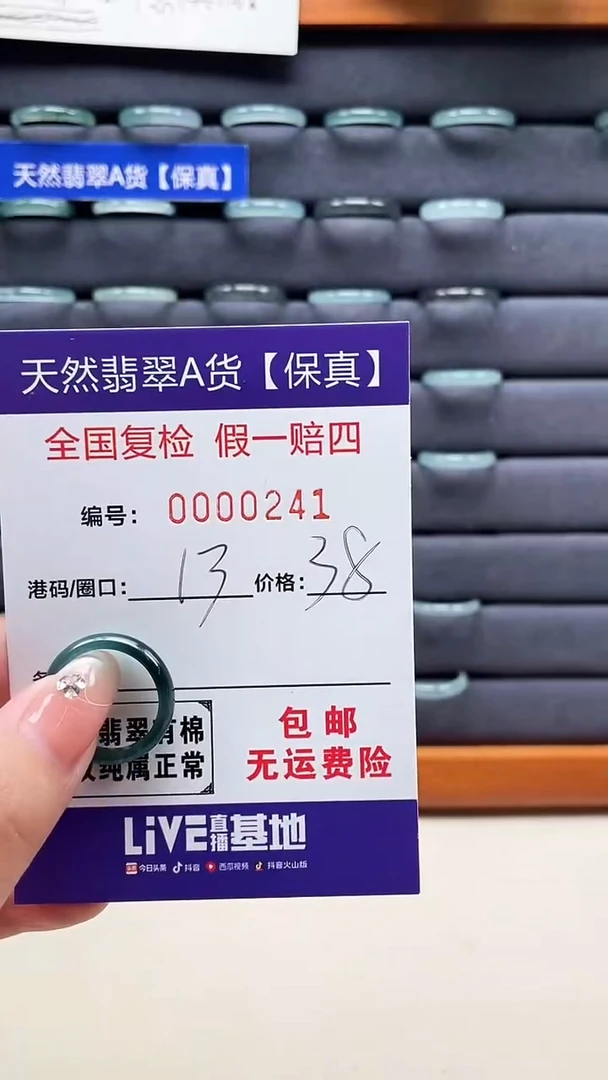 天然翡翠A货【保真】
天然翡翠A货【保真】
全国复检 假一赔四
编号： 0000241
港码/圈口： 13 价格： 38
翡翠有棉
纯属正常
包邮
无运费险
LiVE直播基地
今日头条 抖音 西瓜视频 抖音火山版